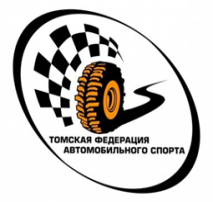 ТОМСКАЯ ФЕДЕРАЦИЯ
АВТОМОБИЛЬНОГО СПОРТА